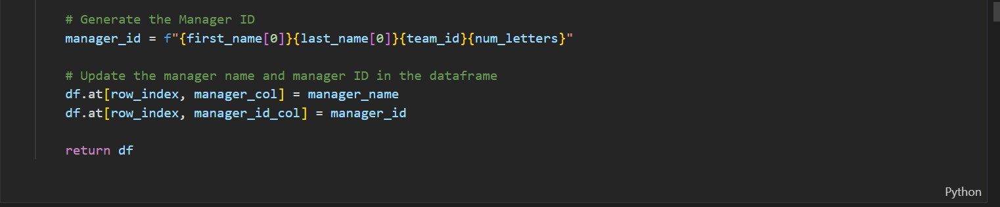 # Generate the Manager ID
manager_id = f"{first_name[0]}{last_name[0]}{team_id}{num_letters}"
# Update the manager name and manager ID in the dataframe
df.at[row_index, manager_col] = manager_name
df.at[row_index, manager_id_col] = manager_id
return df
Python